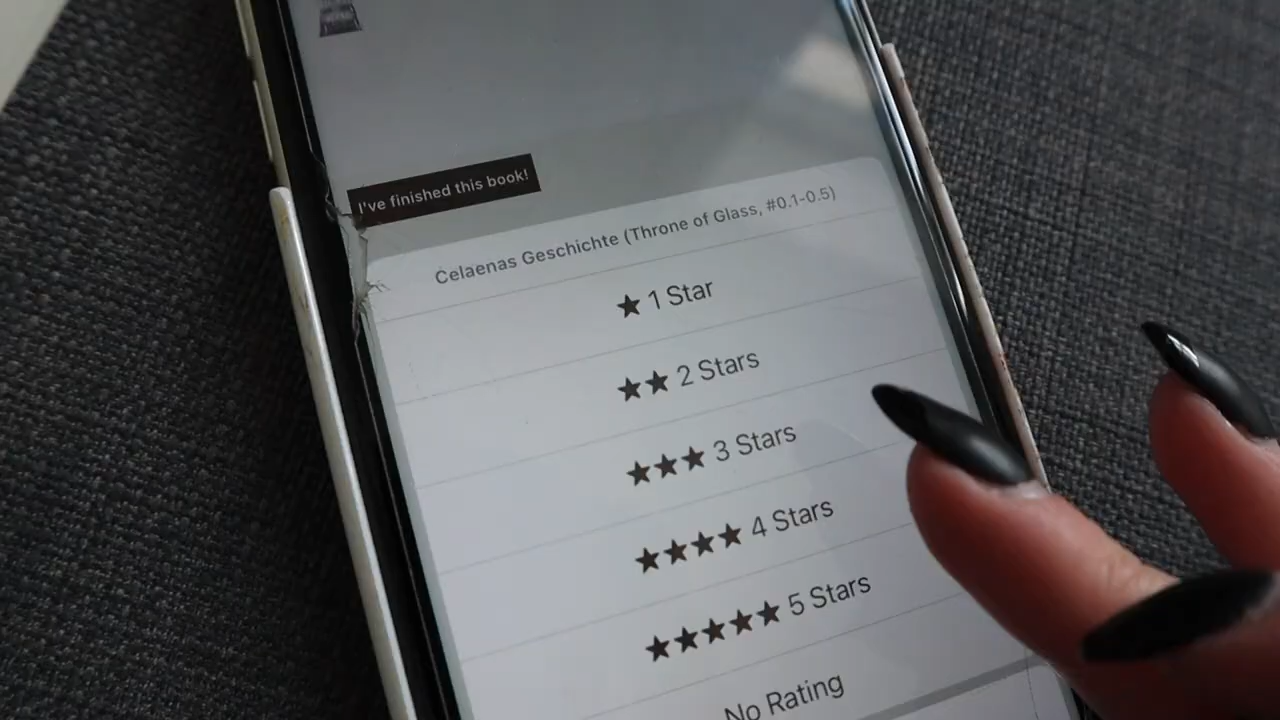 I've finished this book!
Celaenas Geschichte (Throne of Glass, #0.1-0.5)
★ 1 Star
★★ 2 Stars
★★★ 3 Stars
★★★★ 4 Stars
★★★★★ 5 Stars
No Rating